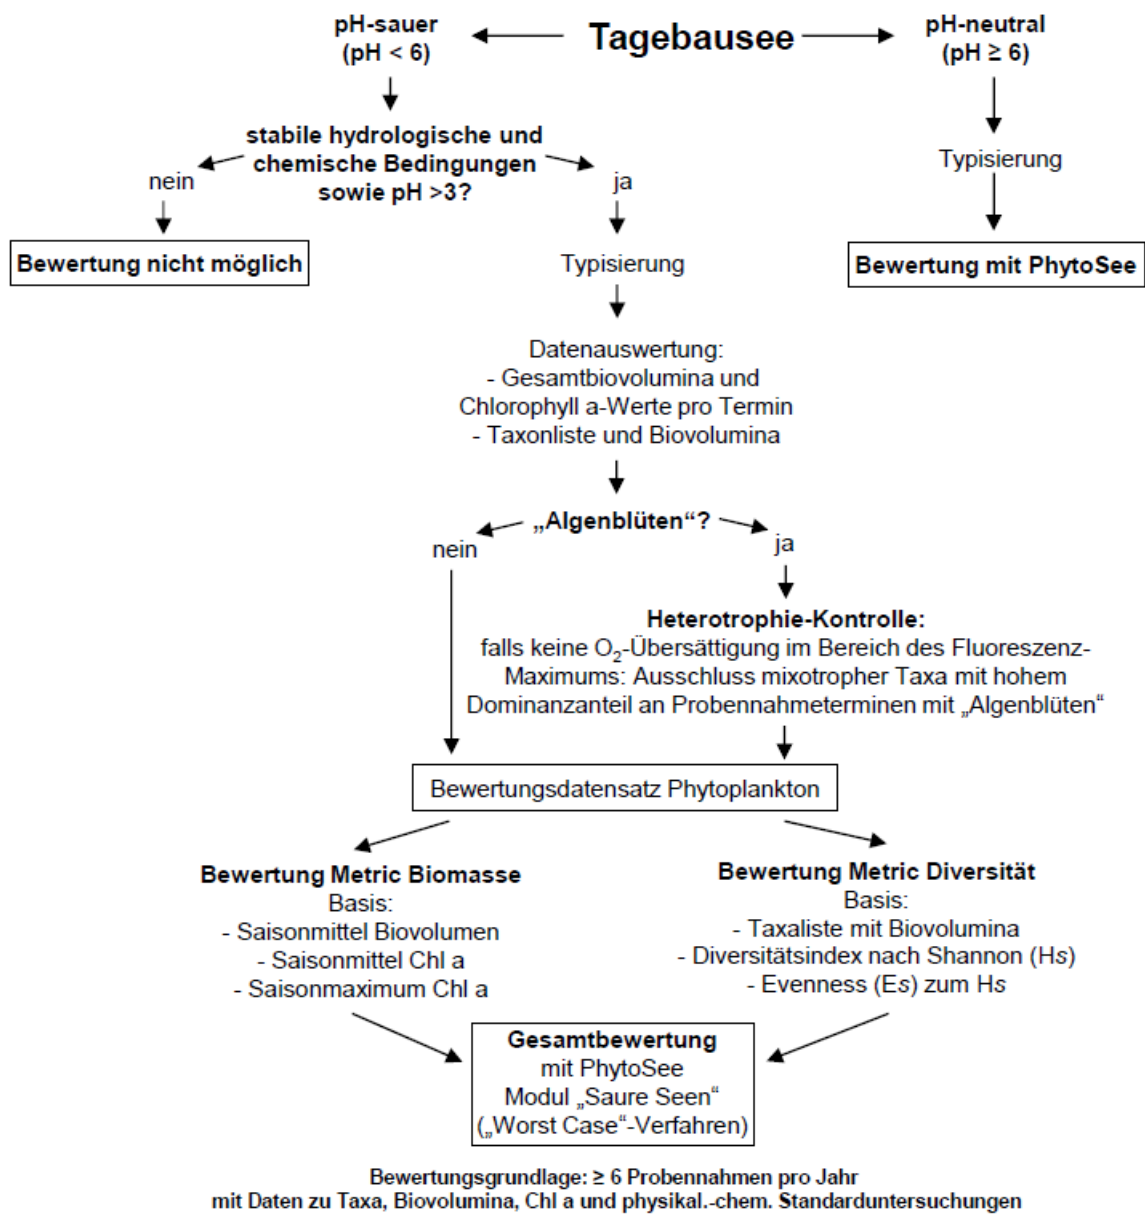 Tagebausee
pH-sauer
(pH < 6)
pH-neutral
(pH ≥ 6)
stabile hydrologische und
chemische Bedingungen
sowie pH >3?
nein
ja
Typisierung
Bewertung nicht möglich
Typisierung
Bewertung mit PhytoSee
Datenauswertung:
- Gesamtbiovolumina und
Chlorophyll a-Werte pro Termin
- Taxonliste und Biovolumina
„Algenblüten“?
nein
ja
Heterotrophie-Kontrolle:
falls keine O₂-Übersättigung im Bereich des Fluoreszenz-
Maximums: Ausschluss mixotropher Taxa mit hohem
Dominanzanteil an Probennahmeterminen mit „Algenblüten“
Bewertungsdatensatz Phytoplankton
Bewertung Metric Biomasse
Basis:
- Saisonmittel Biovolumen
- Saisonmittel Chl a
- Saisonmaximum Chl a
Bewertung Metric Diversität
Basis:
- Taxaliste mit Biovolumina
- Diversitätsindex nach Shannon (Hs)
- Evenness (Es) zum Hs
Gesamtbewertung
mit PhytoSee
Modul „Saure Seen“
(„Worst Case“-Verfahren)
Bewertungsgrundlage: ≥ 6 Probennahmen pro Jahr
mit Daten zu Taxa, Biovolumina, Chl a und physikal.-chem. Standarduntersuchungen